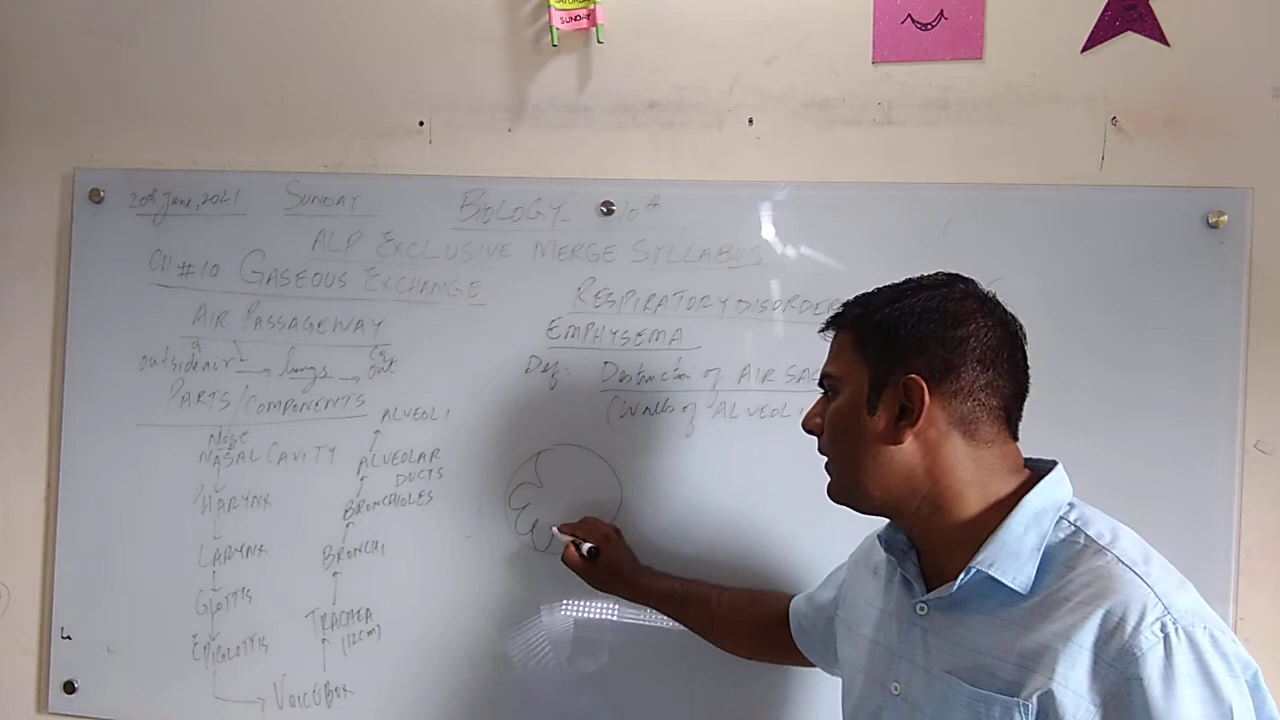 SATURDAY
SUNDAY
20th June, 2021 SUNDAY BIOLOGY- 10th
ALP EXCLUSIVE MERGE SYLLABUS
CH #10 GASEOUS EXCHANGE
AIR PASSAGEWAY
outside air → lungs → out
PARTS/COMPONENTS
Nose
NASAL CAVITY
PHARYNX
LARYNX
GLOTTIS
EPIGLOTTIS
VOICEBOX
TRACHEA
(12cm)
BRONCHI
BRONCHIOLES
ALVEOLAR
DUCTS
ALVEOLI
RESPIRATORY DISORDER
EMPHYSEMA
Def: Destruction of AIR SAC
(Walls of ALVEOLI